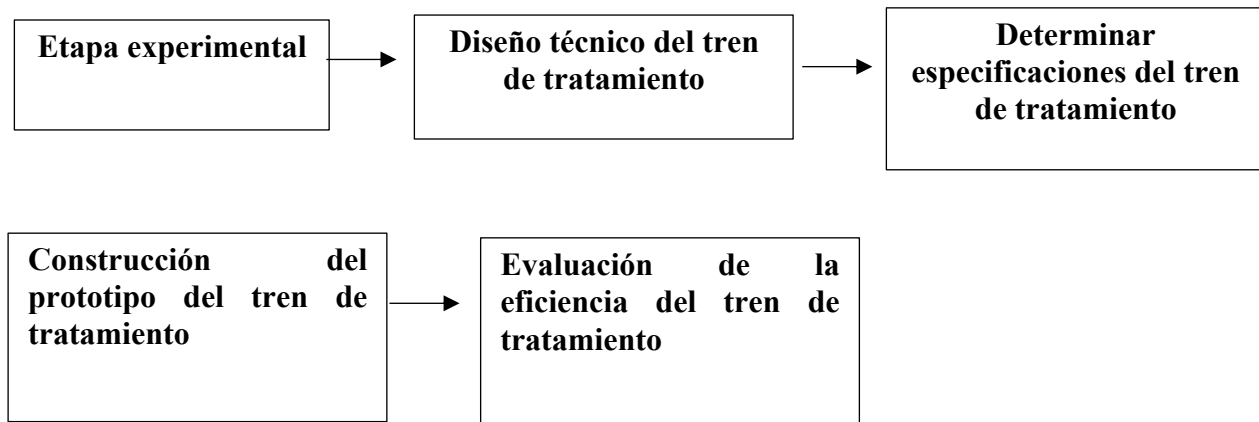 Etapa experimental
Diseño técnico del tren
de tratamiento
Determinar
especificaciones del tren
de tratamiento
Construcción del
prototipo del tren de
tratamiento
Evaluación de la
eficiencia del tren de
tratamiento